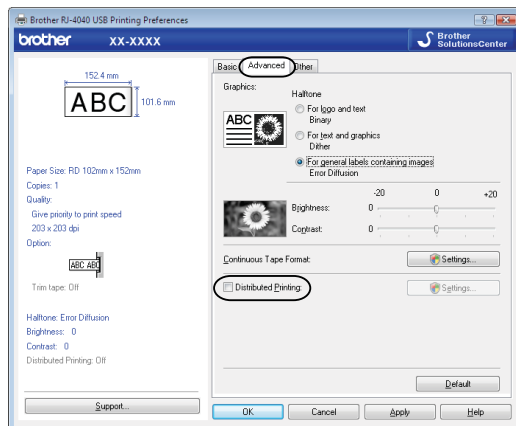 Brother RJ-4040 USB Printing Preferences
brother XX-XXXX
Brother
SolutionsCenter
152.4 mm
ABC
101.6 mm
Paper Size: RD 102mm x 152mm
Copies: 1
Quality:
Give priority to print speed
203 x 203 dpi
Option:
ABC ABC
Trim tape: Off
Halftone: Error Diffusion
Brightness: 0
Contrast: 0
Distributed Printing: Off
Support...
Basic Advanced Other
Graphics:
ABC
Halftone
For logo and text
Binary
For text and graphics
Dither
For general labels containing images
Error Diffusion
-20 0 +20
Brightness: 0
Contrast: 0
Continuous Tape Format: Settings...
Distributed Printing: Settings...
Default
OK Cancel Apply Help